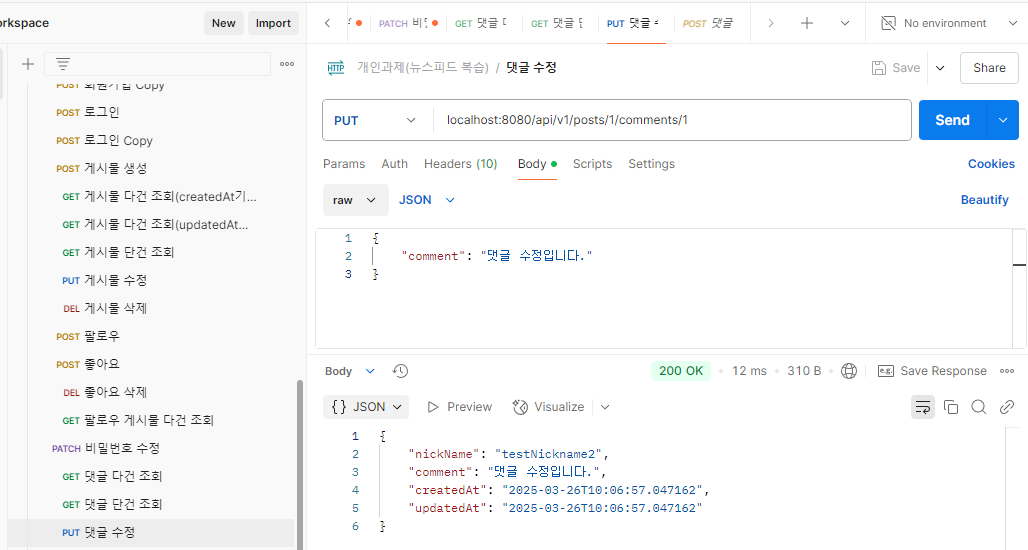 orkspace
New
Import
PATCH 비밀
GET 댓글 다
GET 댓글 단
PUT 댓글 수
POST 댓글
No environment
HTTP
개인과제(뉴스피드 복습) / 댓글 수정
Save
Share
PUT
localhost:8080/api/v1/posts/1/comments/1
Send
Params
Auth
Headers (10)
Body
Scripts
Settings
Cookies
raw
JSON
Beautify
1 {
2 "comment": "댓글 수정입니다."
3 }
POST 회원가입 Copy
POST 로그인
POST 로그인 Copy
POST 게시물 생성
GET 게시물 다건 조회(createdAt기...
GET 게시물 다건 조회(updatedAt...
GET 게시물 단건 조회
PUT 게시물 수정
DEL 게시물 삭제
POST 팔로우
POST 좋아요
DEL 좋아요 삭제
GET 팔로우 게시물 다건 조회
PATCH 비밀번호 수정
GET 댓글 다건 조회
GET 댓글 단건 조회
PUT 댓글 수정
Body
200 OK
12 ms
310 B
e.g.
Save Response
{} JSON
Preview
Visualize
1 {
2 "nickName": "testNickname2",
3 "comment": "댓글 수정입니다.",
4 "createdAt": "2025-03-26T10:06:57.047162",
5 "updatedAt": "2025-03-26T10:06:57.047162"
6 }